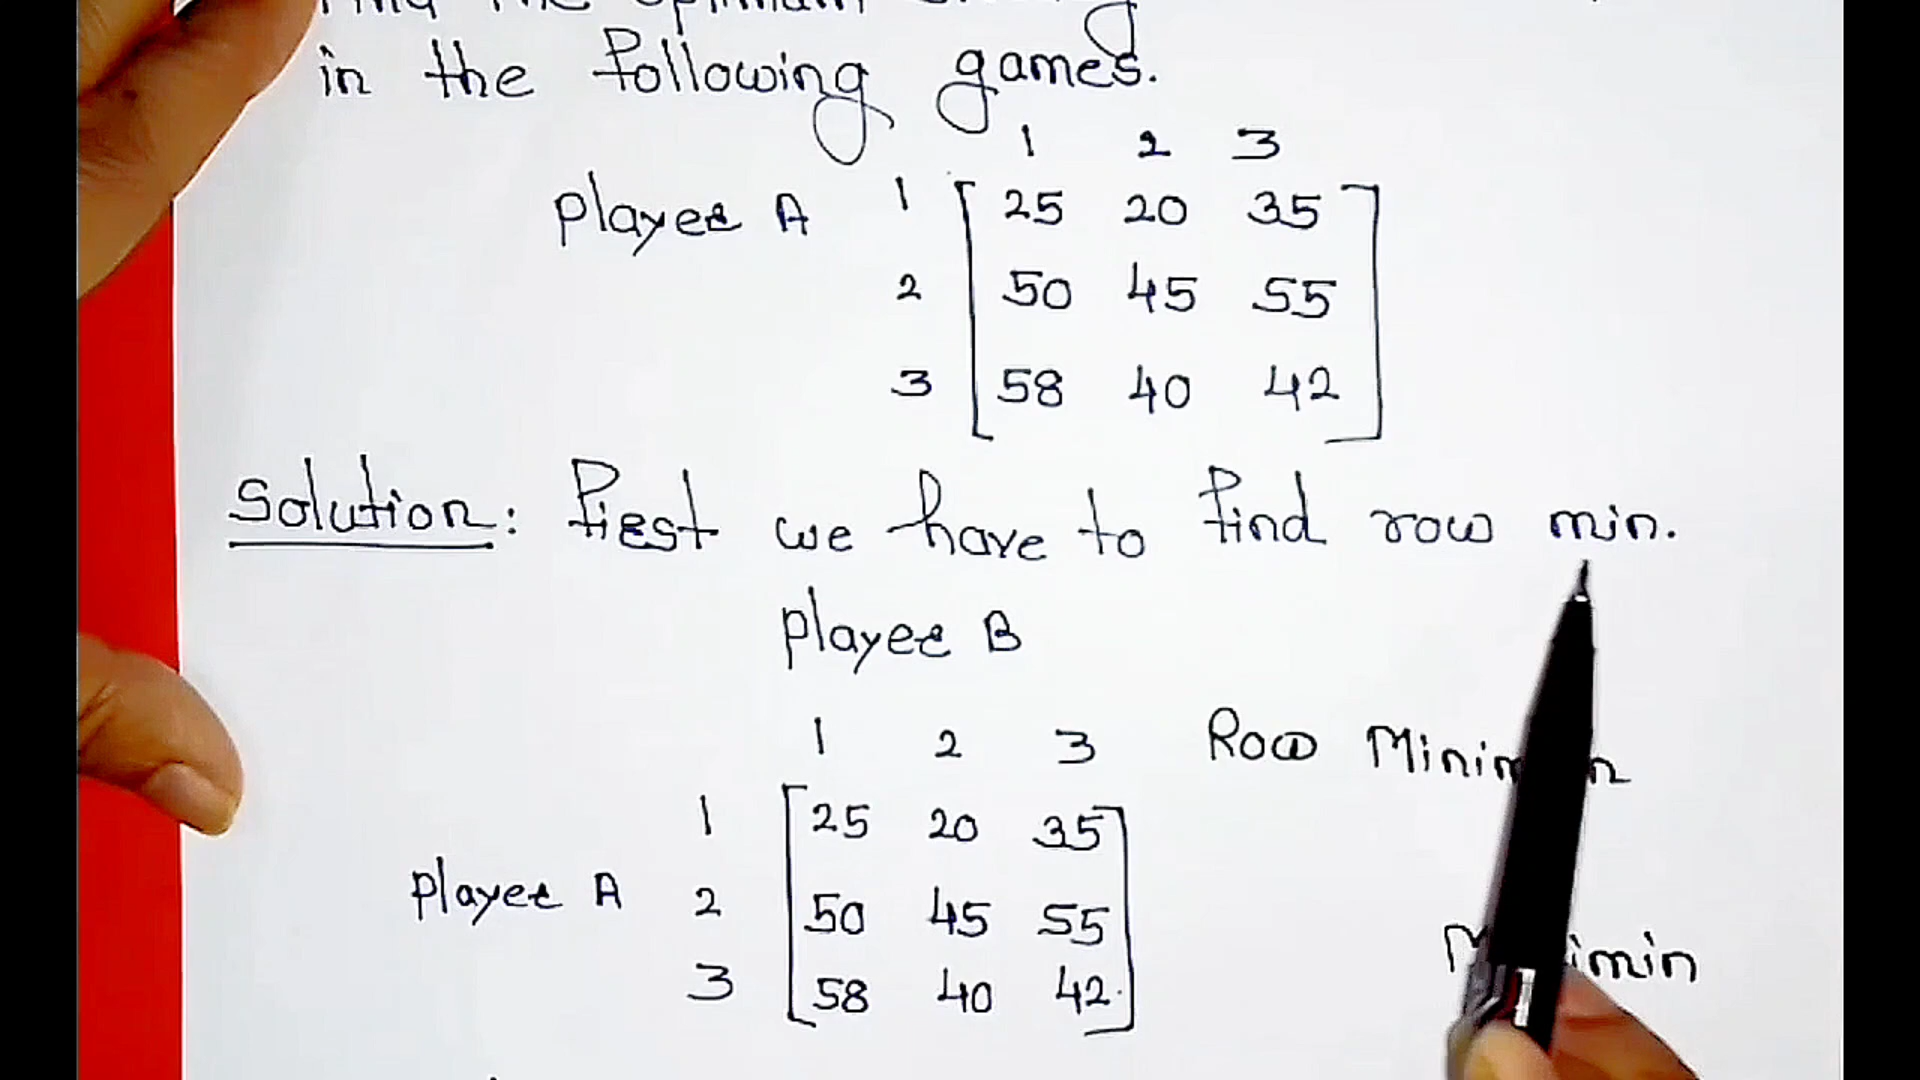 in the following games.
1 2 3
Player A 1 25 20 35
2 50 45 55
3 58 40 42
Solution: First we have to find row min.
Player B
1 2 3 Row
1 25 20 35
Player A 2 50 45 55
3 58 40 42